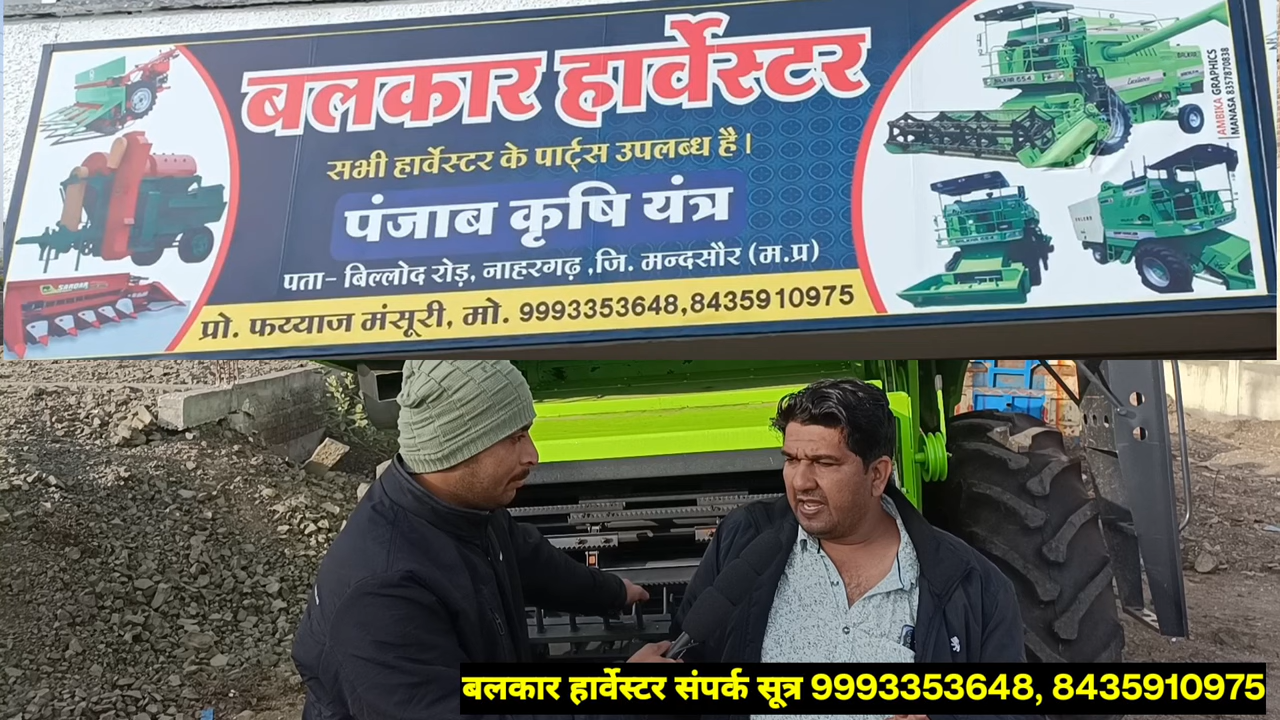 बलकार हार्वेस्टर
सभी हार्वेस्टर के पार्ट्स उपलब्ध है।
पंजाब कृषि यंत्र
पता- बिल्लोद रोड़, नाहरगढ़ ,जि. मन्दसौर (म.प्र)
प्रो. फय्याज मंसूरी, मो. 9993353648,8435910975
AMBIKA GRAPHICS
MANASA 8357870838
SARDAR
बलकार हार्वेस्टर संपर्क सूत्र 9993353648, 8435910975